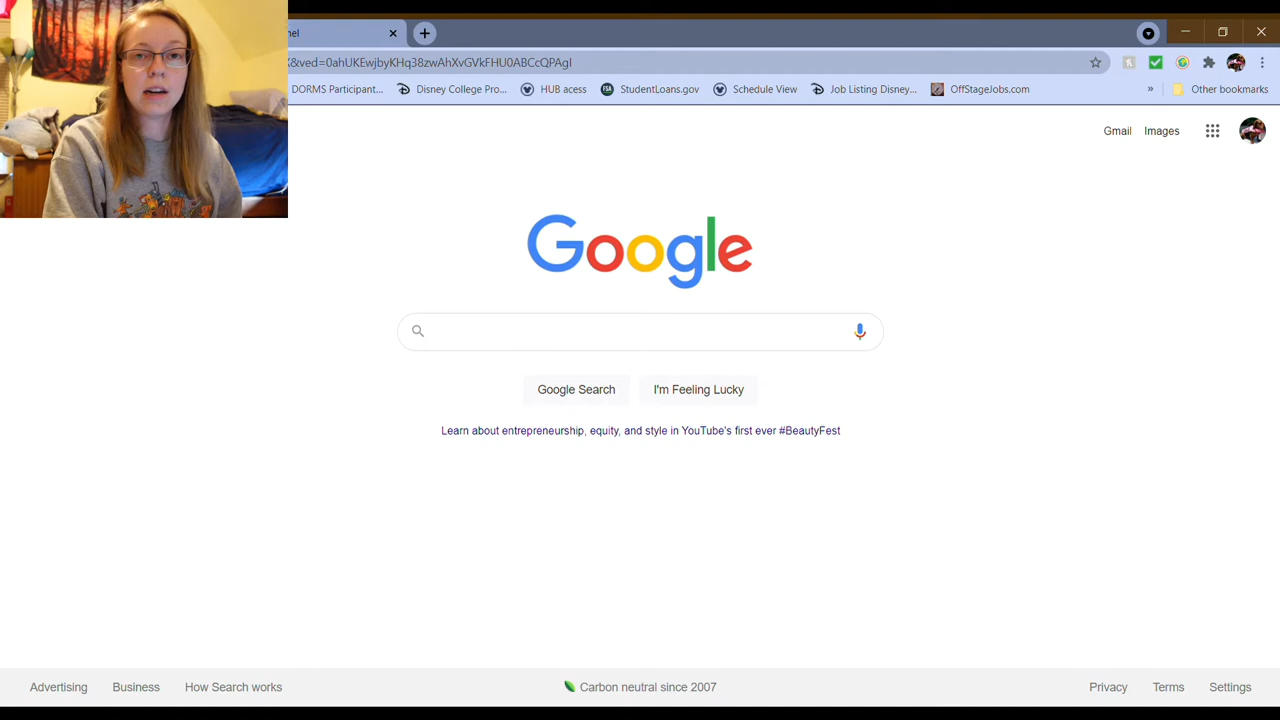 nel
&ved=0ahUKEwjbyKHq38zwAhXvGVkFHU0ABCcQPAgI
DORMS Participant... Disney College Pro... HUB acess FSA StudentLoans.gov Schedule View Job Listing Disney... OffStageJobs.com » Other bookmarks
Gmail Images
Google
Google Search I'm Feeling Lucky
Learn about entrepreneurship, equity, and style in YouTube's first ever #BeautyFest
Advertising Business How Search works Carbon neutral since 2007 Privacy Terms Settings